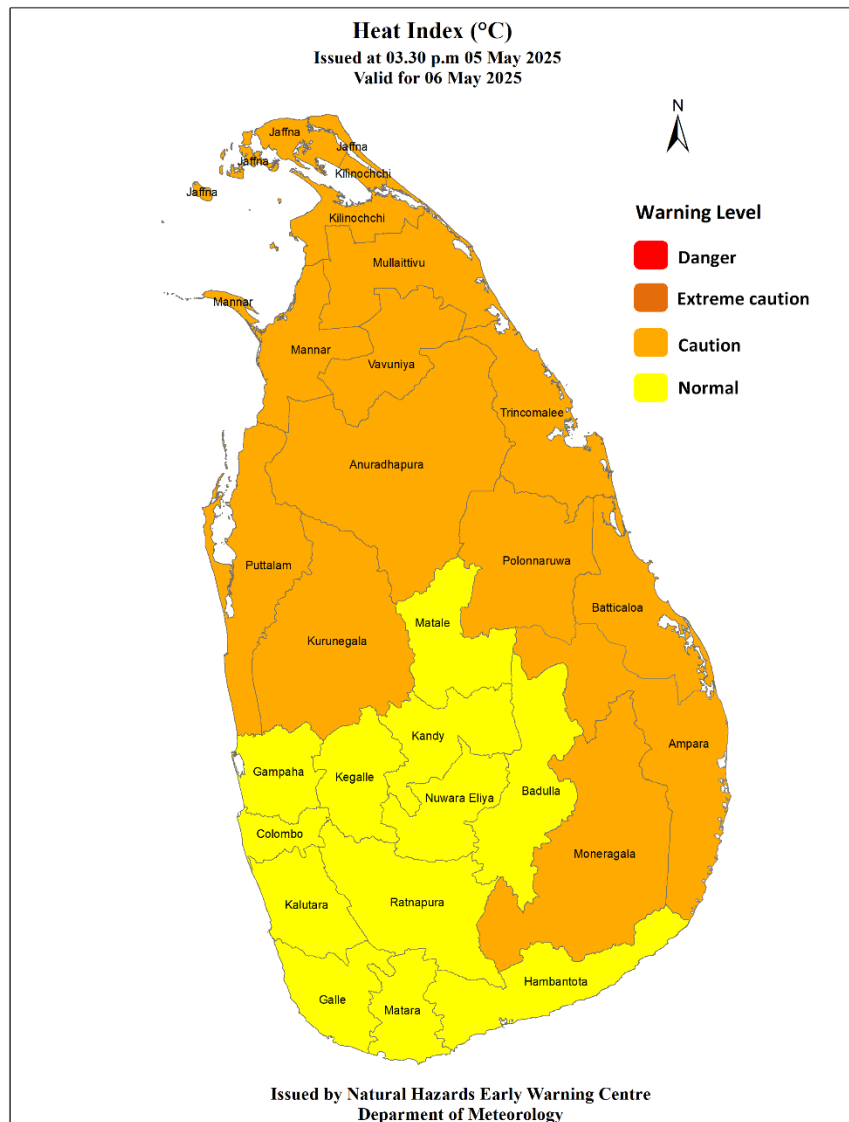 Heat Index (°C)
Issued at 03.30 p.m 05 May 2025
Valid for 06 May 2025
N
Jaffna
Jaffna
Jaffna
Kilinochchi
Jaffna
Kilinochchi
Warning Level
Mullaittivu
Danger
Mannar
Extreme caution
Caution
Mannar
Vavuniya
Normal
Trincomalee
Anuradhapura
Puttalam
Polonnaruwa
Batticaloa
Matale
Kurunegala
Kandy
Ampara
Gampaha
Kegalle
Nuwara Eliya
Badulla
Colombo
Moneragala
Kalutara
Ratnapura
Hambantota
Galle
Matara
Issued by Natural Hazards Early Warning Centre
Deparment of Meteorology